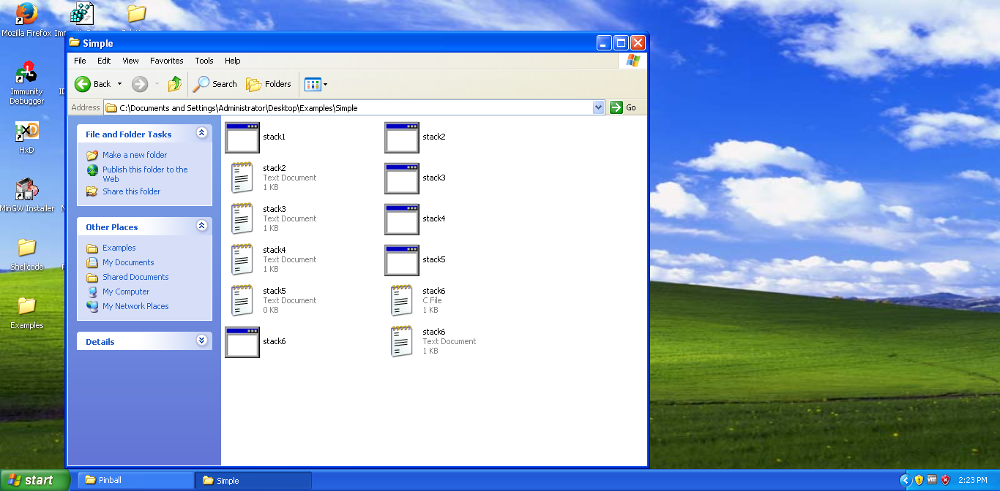 Mozilla Firefox
Immunity Debugger
HxD
MinGW Installer
Shellcode
Examples
Simple
File Edit View Favorites Tools Help
Back Search Folders
Address C:\Documents and Settings\Administrator\Desktop\Examples\Simple Go
File and Folder Tasks
Make a new folder
Publish this folder to the
Web
Share this folder
Other Places
Examples
My Documents
Shared Documents
My Computer
My Network Places
Details
stack1
stack2
stack2
Text Document
1 KB
stack3
stack3
Text Document
1 KB
stack4
stack4
Text Document
1 KB
stack5
stack5
Text Document
0 KB
stack6
C File
1 KB
stack6
stack6
Text Document
1 KB
start Pinball Simple vm 2:23 PM